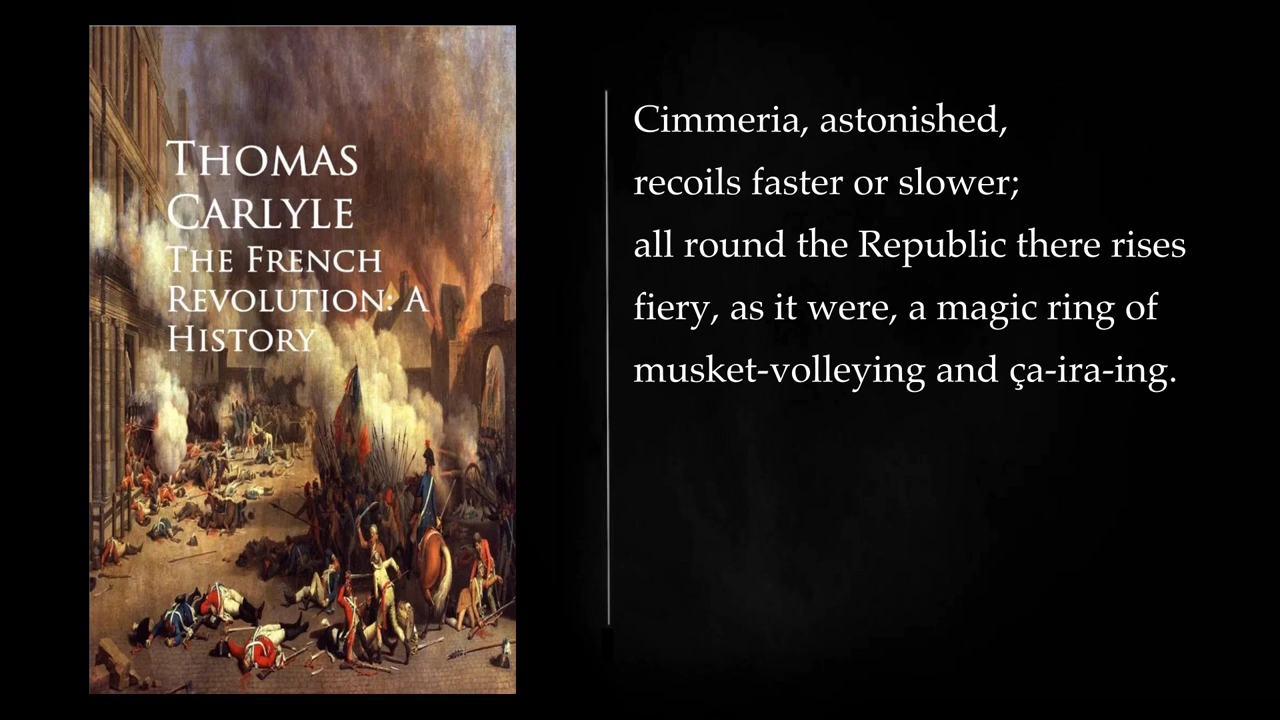 THOMAS
CARLYLE
THE FRENCH
REVOLUTION: A
HISTORY
Cimmeria, astonished,
recoils faster or slower;
all round the Republic there rises
fiery, as it were, a magic ring of
musket-volleying and ça-ira-ing.